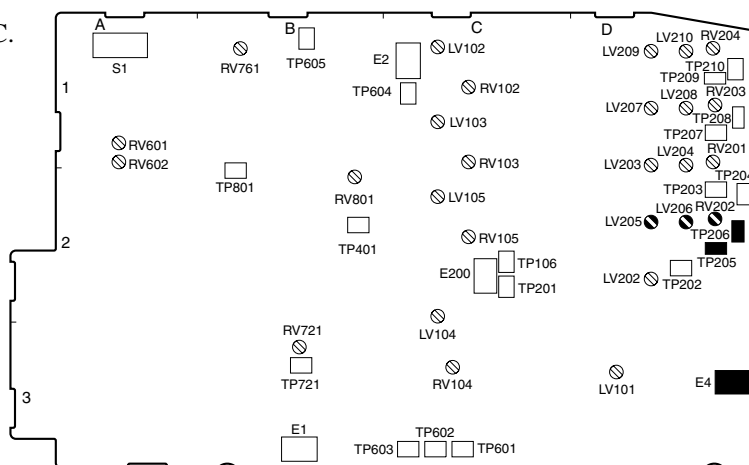 C.
A B C D
LV210 RV204
S1 RV761 TP605 E2 LV102 LV209
TP210
TP209
1 TP604 RV102 LV208 RV203
LV207
TP208
LV103 TP207
RV601 RV201
LV204
RV602 RV103 LV203
TP204
TP801 RV801 LV105 TP203
LV206 RV202
LV205
TP401 RV105 TP206
2
TP106 TP205
E200 LV202 TP202
TP201
RV721 LV104
TP721 RV104 LV101 E4
3
E1 TP602
TP603 TP601